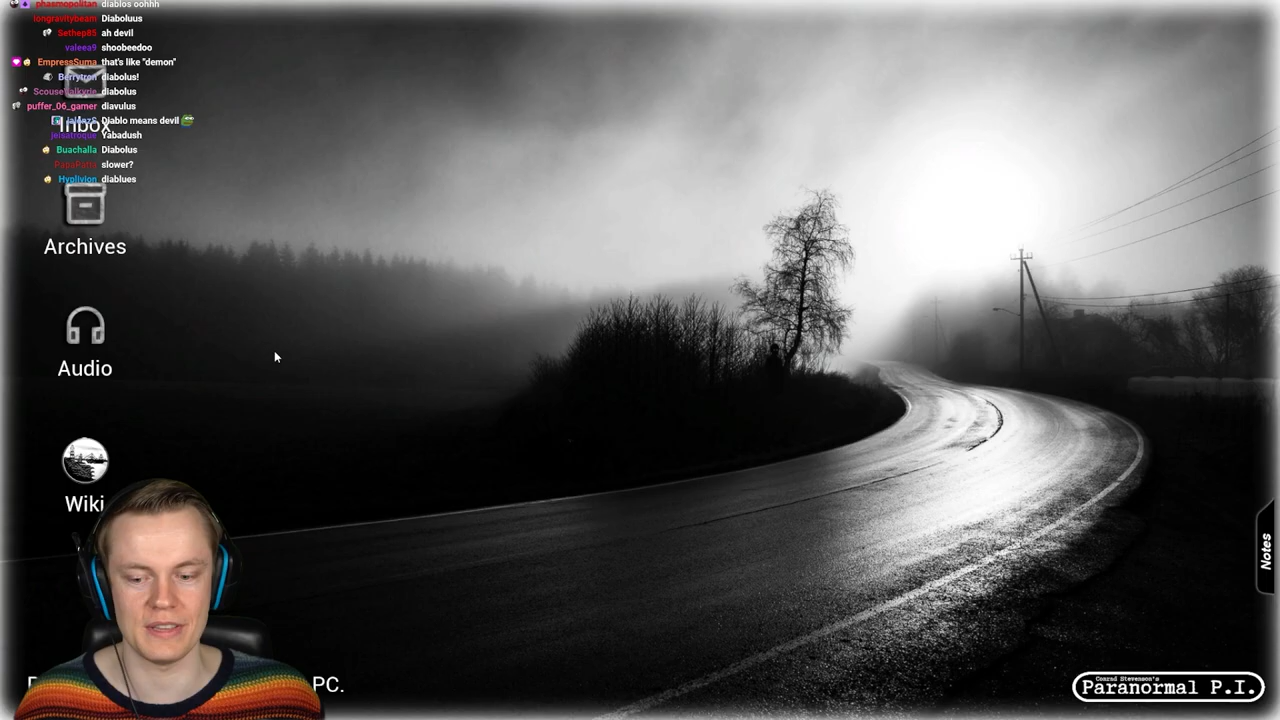 phasmopolitan diablos oohhh
longravitybeam Diaboluus
Sethep85 ah devil
valeea9 shoobeedoo
EmpressSuma that's like "demon"
Berrytron diabolus!
ScouseValkyrie diabolus
puffer_06_gamer diavulus
Diablo means devil
Yabadush
Buachalla Diabolus
slower?
Hyplivion diablues
Inbox
Archives
Audio
Wiki
PC.
Notes
Conrad Stevenson's
Paranormal P.I.